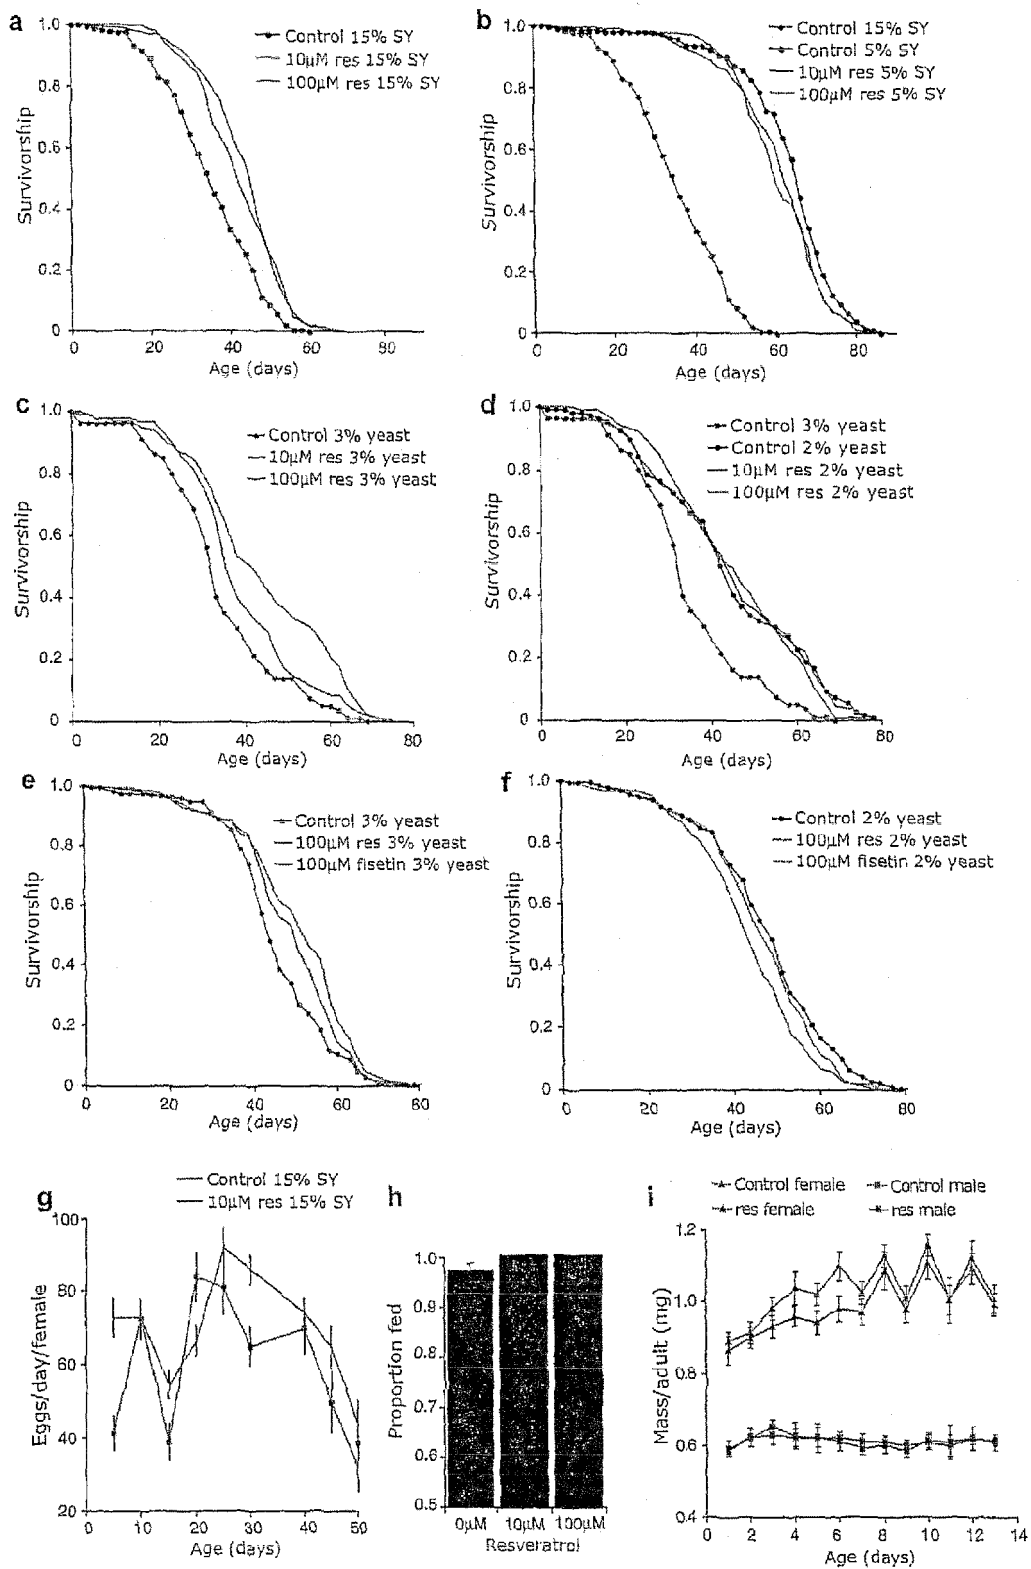 a
1.0
0.8
0.6
0.4
0.2
0
Survivorship
Control 15% SY
10µM res 15% SY
100µM res 15% SY
0 20 40 60 80
Age (days)
b
1.0
0.8
0.6
0.4
0.2
0
Survivorship
Control 15% SY
Control 5% SY
10µM res 5% SY
100µM res 5% SY
0 20 40 60 80
Age (days)
c
1.0
0.8
0.6
0.4
0.2
0
Survivorship
Control 3% yeast
10µM res 3% yeast
100µM res 3% yeast
0 20 40 60 80
Age (days)
d
1.0
0.8
0.6
0.4
0.2
0
Survivorship
Control 3% yeast
Control 2% yeast
10µM res 2% yeast
100µM res 2% yeast
0 20 40 60 80
Age (days)
e
1.0
0.8
0.6
0.4
0.2
0
Survivorship
Control 3% yeast
100µM res 3% yeast
100µM fisetin 3% yeast
0 20 40 60 80
Age (days)
f
1.0
0.8
0.6
0.4
0.2
0
Survivorship
Control 2% yeast
100µM res 2% yeast
100µM fisetin 2% yeast
0 20 40 60 80
Age (days)
g
Control 15% SY
10µM res 15% SY
100
80
60
40
20
Eggs/day/female
0 10 20 30 40 50
Age (days)
h
1.0
0.9
0.8
0.7
0.6
0.5
Proportion fed
0µM 10µM 100µM
Resveratrol
i
Control female Control male
res female res male
1.2
1.0
0.8
0.6
0.4
Mass/adult (mg)
0 2 4 6 8 10 12 14
Age (days)